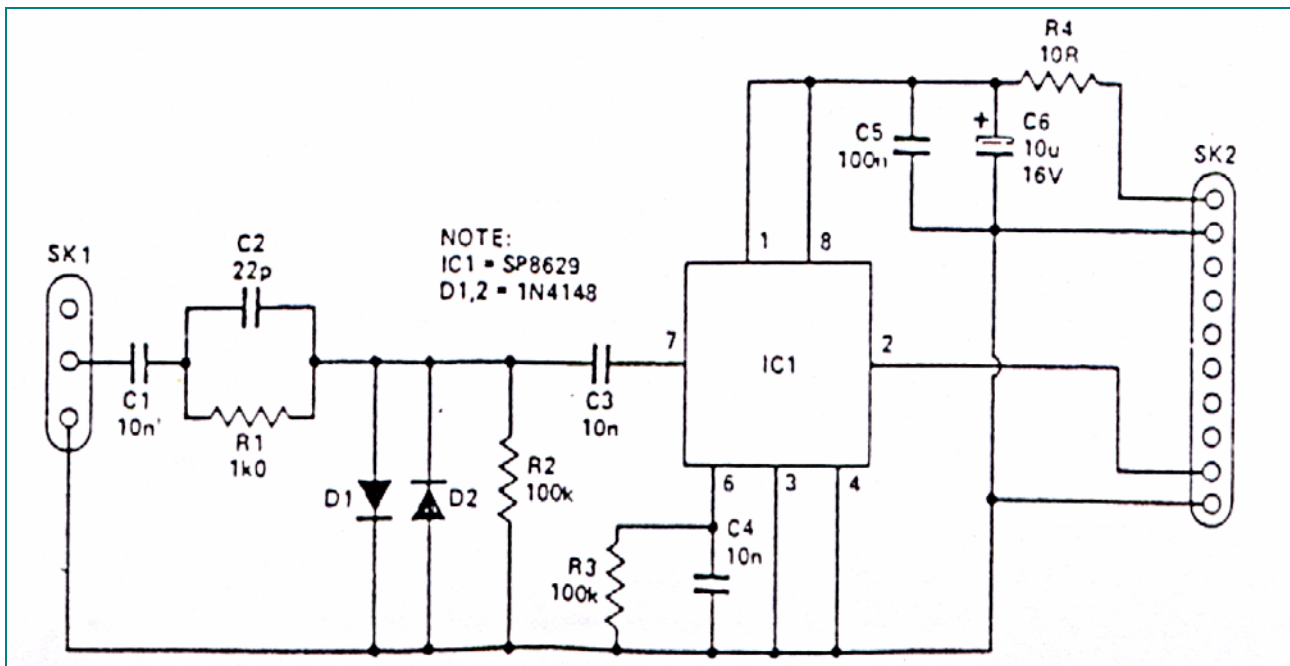 R4
10R
C5
100n
+
C6
10u
16V
SK2
SK1
C2
22p
NOTE:
IC1 = SP8629
D1,2 = 1N4148
1
8
7
IC1
2
C1
10n
R1
1k0
C3
10n
D1
D2
R2
100k
6
3
4
C4
10n
R3
100k